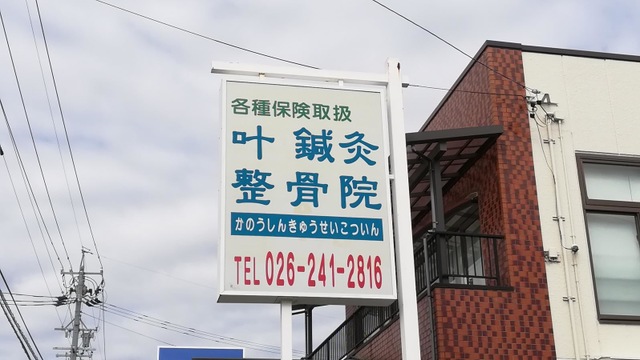 各種保険取扱
叶 鍼灸
整骨院
かのうしんきゅうせいこついん
TEL 026-241-2816